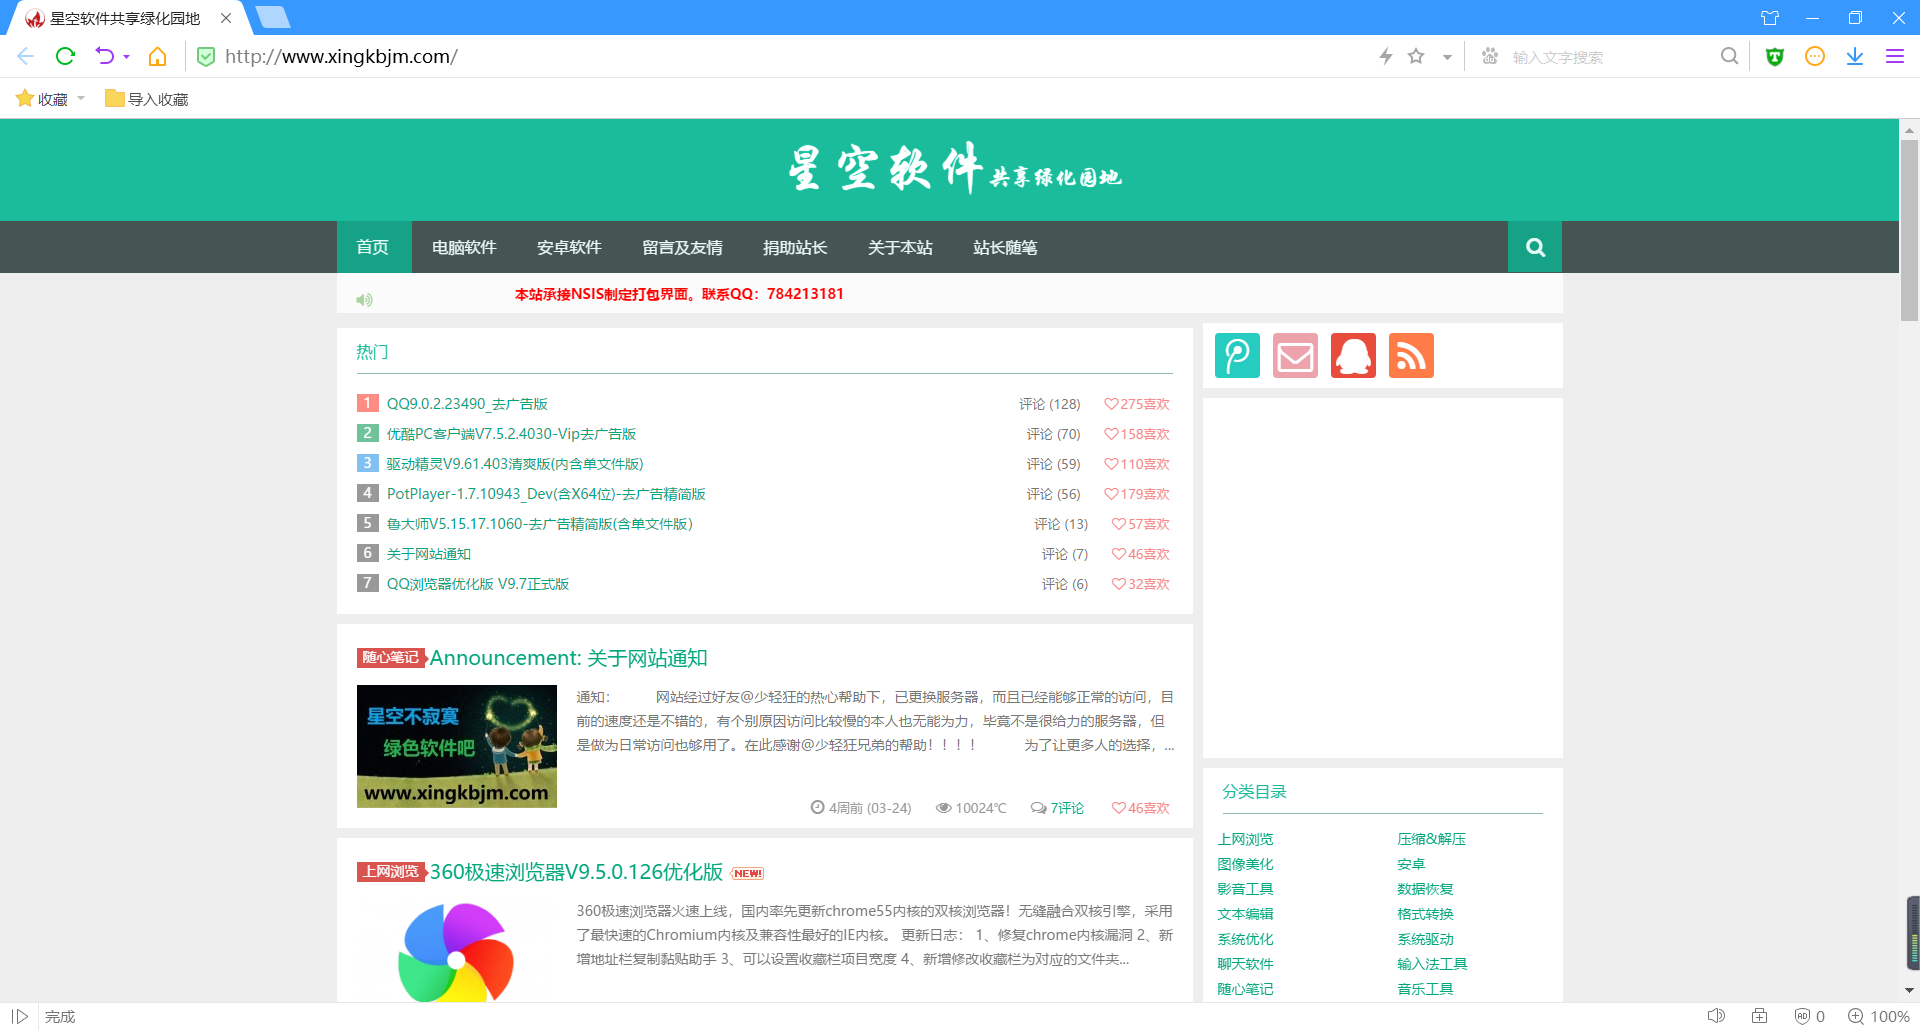 星空软件共享绿化园地
http://www.xingkbjm.com/
输入文字搜索
收藏
导入收藏
星空软件 共享绿化园地
首页 电脑软件 安卓软件 留言及友情 捐助站长 关于本站 站长随笔
本站承接NSIS制定打包界面。联系QQ：784213181
热门
1 QQ9.0.2.23490_去广告版 评论 (128) 275喜欢
2 优酷PC客户端V7.5.2.4030-Vip去广告版 评论 (70) 158喜欢
3 驱动精灵V9.61.403清爽版(内含单文件版) 评论 (59) 110喜欢
4 PotPlayer-1.7.10943_Dev(含X64位)-去广告精简版 评论 (56) 179喜欢
5 鲁大师V5.15.17.1060-去广告精简版(含单文件版) 评论 (13) 57喜欢
6 关于网站通知 评论 (7) 46喜欢
7 QQ浏览器优化版 V9.7正式版 评论 (6) 32喜欢
随心笔记 Announcement: 关于网站通知
星空不寂寞
绿色软件吧
www.xingkbjm.com
通知： 网站经过好友@少轻狂的热心帮助下，已更换服务器，而且已经能够正常的访问，目
前的速度还是不错的，有个别原因访问比较慢的本人也无能为力，毕竟不是很给力的服务器，但
是做为日常访问也够用了。在此感谢@少轻狂兄弟的帮助！！！！ 为了让更多人的选择，...
4周前 (03-24) 10024℃ 7评论 46喜欢
上网浏览 360极速浏览器V9.5.0.126优化版 NEW!
360极速浏览器火速上线，国内率先更新chrome55内核的双核浏览器！无缝融合双核引擎，采用
了最快速的Chromium内核及兼容性最好的IE内核。 更新日志： 1、修复chrome内核漏洞 2、新
增地址栏复制黏贴助手 3、可以设置收藏栏项目宽度 4、新增修改收藏栏为对应的文件夹...
分类目录
上网浏览 压缩&解压
图像美化 安卓
影音工具 数据恢复
文本编辑 格式转换
系统优化 系统驱动
聊天软件 输入法工具
随心笔记 音乐工具
完成
0
100%